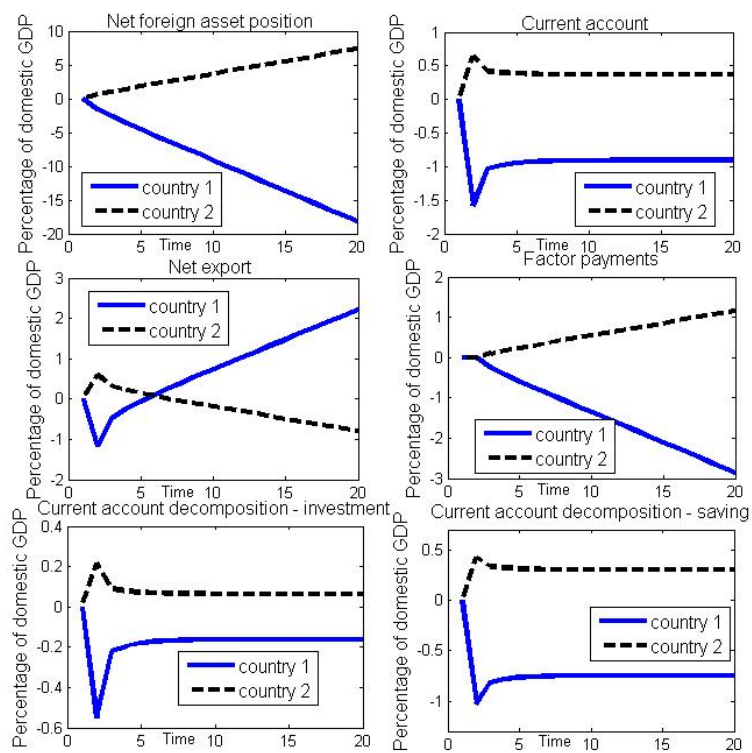 Net foreign asset position
Percentage of domestic GDP
10
5
0
-5
-10
-15
-20
country 1
country 2
0 5 10 15 20
Time
Current account
Percentage of domestic GDP
1
0.5
0
-0.5
-1
-1.5
2
country 1
country 2
0 5 10 15 20
Time
Net export
Percentage of domestic GDP
3
2
1
0
-1
-2
country 1
country 2
0 5 10 15 20
Time
Factor payments
Percentage of domestic GDP
2
1
0
-1
-2
-3
country 1
country 2
0 5 10 15 20
Time
Current account decomposition - investment
Percentage of domestic GDP
0.4
0.2
0
-0.2
-0.4
-0.6
country 1
country 2
0 5 10 15 20
Time
Current account decomposition - saving
Percentage of domestic GDP
0.5
0
-0.5
-1
country 1
country 2
0 5 10 15 20
Time